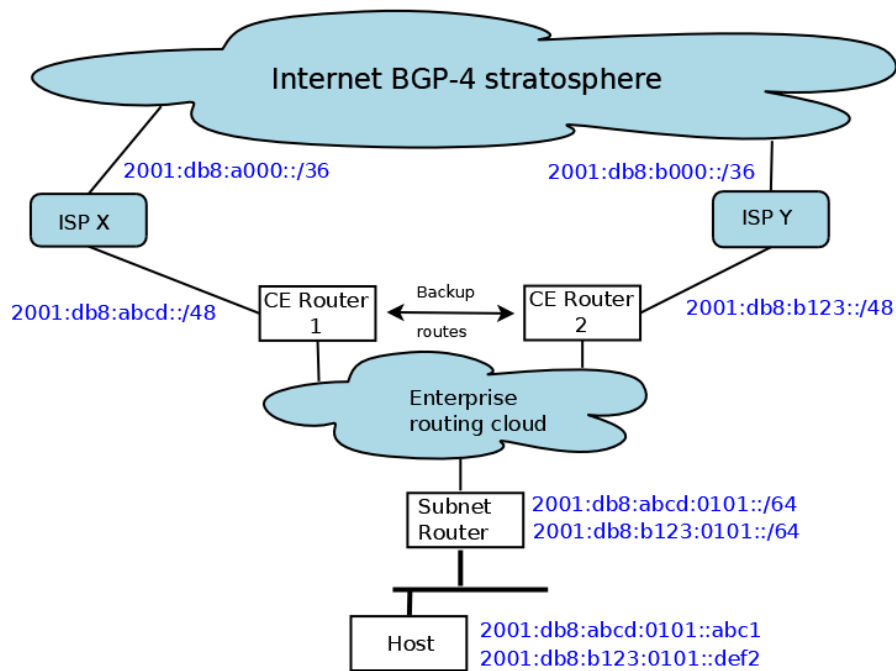 Internet BGP-4 stratosphere
2001:db8:a000::/36
2001:db8:b000::/36
ISP X
ISP Y
2001:db8:abcd::/48
CE Router
1
Backup
routes
CE Router
2
2001:db8:b123::/48
Enterprise
routing cloud
Subnet
Router
2001:db8:abcd:0101::/64
2001:db8:b123:0101::/64
Host
2001:db8:abcd:0101::abc1
2001:db8:b123:0101::def2